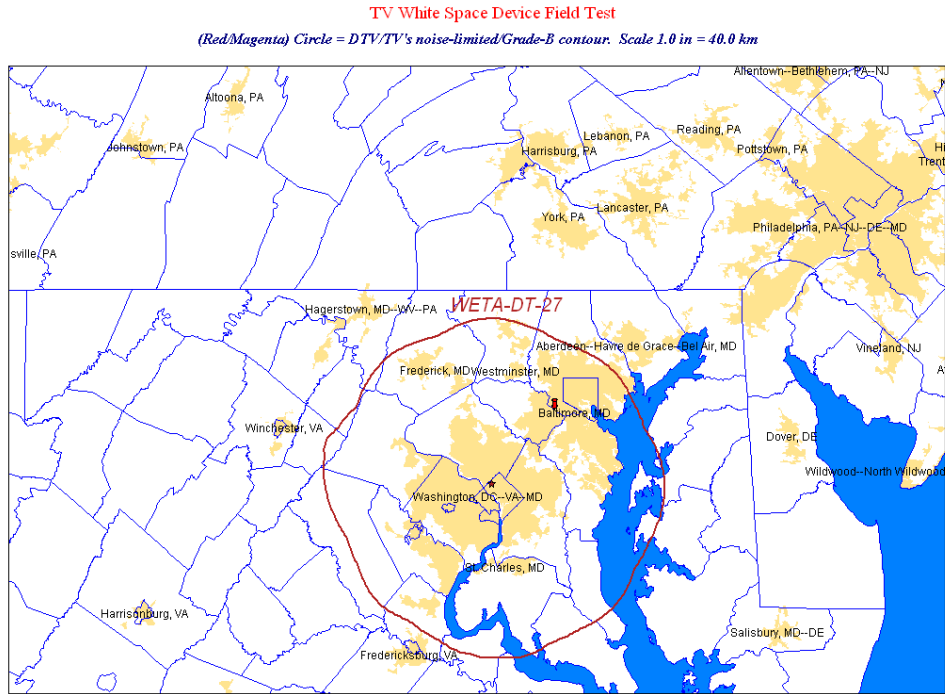 TV White Space Device Field Test
(Red/Magenta) Circle = DTV/TV's noise-limited/Grade-B contour. Scale 1.0 in = 40.0 km
Allentown--Bethlehem, PA--NJ
Altoona, PA
Johnstown, PA
Lebanon, PA
Reading, PA
Harrisburg, PA
Pottstown, PA
Hi
Trent
York, PA
Lancaster, PA
Philadelphia, PA--NJ--DE--MD
sville, PA
Hagerstown, MD--WV--PA
WETA-DT-27
Aberdeen--Havre de Grace--Bel Air, MD
Vineland, NJ
Frederick, MD
Westminster, MD
Baltimore, MD
Winchester, VA
Dover, DE
Wildwood--North Wildwood
Washington, DC--VA--MD
St. Charles, MD
Harrisonburg, VA
Salisbury, MD--DE
Fredericksburg, VA